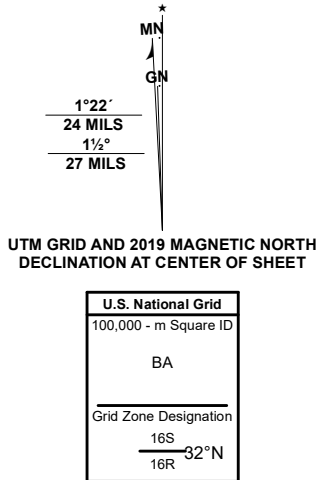 ★
MN
GN
1°22´
24 MILS
1½°
27 MILS
UTM GRID AND 2019 MAGNETIC NORTH
DECLINATION AT CENTER OF SHEET
U.S. National Grid
100,000 - m Square ID
BA
Grid Zone Designation
16S
32°N
16R